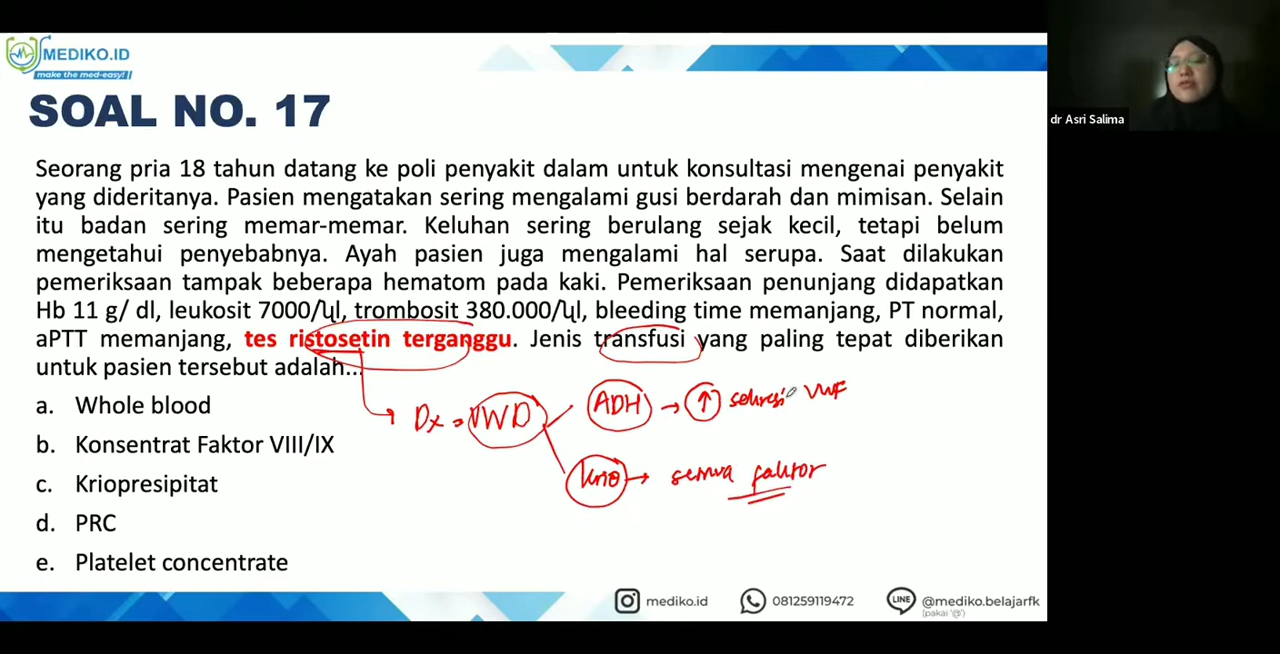 MEDIKO.ID
make the med-easy!
dr Asri Salima
SOAL NO. 17
Seorang pria 18 tahun datang ke poli penyakit dalam untuk konsultasi mengenai penyakit
yang dideritanya. Pasien mengatakan sering mengalami gusi berdarah dan mimisan. Selain
itu badan sering memar-memar. Keluhan sering berulang sejak kecil, tetapi belum
mengetahui penyebabnya. Ayah pasien juga mengalami hal serupa. Saat dilakukan
pemeriksaan tampak beberapa hematom pada kaki. Pemeriksaan penunjang didapatkan
Hb 11 g/ dl, leukosit 7000/ɥl, trombosit 380.000/ɥl, bleeding time memanjang, PT normal,
aPTT memanjang, tes ristosetin terganggu. Jenis transfusi yang paling tepat diberikan
untuk pasien tersebut adalah...
a. Whole blood
b. Konsentrat Faktor VIII/IX
c. Kriopresipitat
d. PRC
e. Platelet concentrate
Dx = VWD
ADH → ↑ sekresi VWF
krio → semua faktor
mediko.id
081259119472
LINE @mediko.belajarfk
(pakai '@')